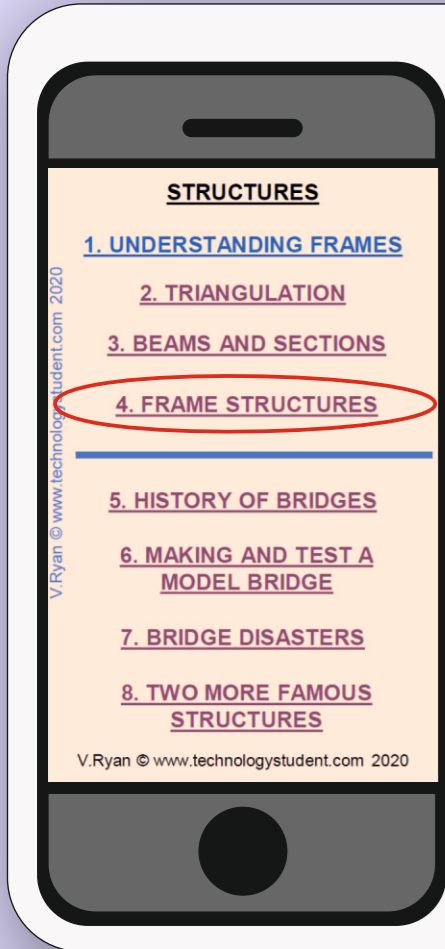 STRUCTURES
1. UNDERSTANDING FRAMES
2. TRIANGULATION
3. BEAMS AND SECTIONS
4. FRAME STRUCTURES
5. HISTORY OF BRIDGES
6. MAKING AND TEST A
MODEL BRIDGE
7. BRIDGE DISASTERS
8. TWO MORE FAMOUS
STRUCTURES
V.Ryan © www.technologystudent.com 2020
V.Ryan © www.technologystudent.com 2020